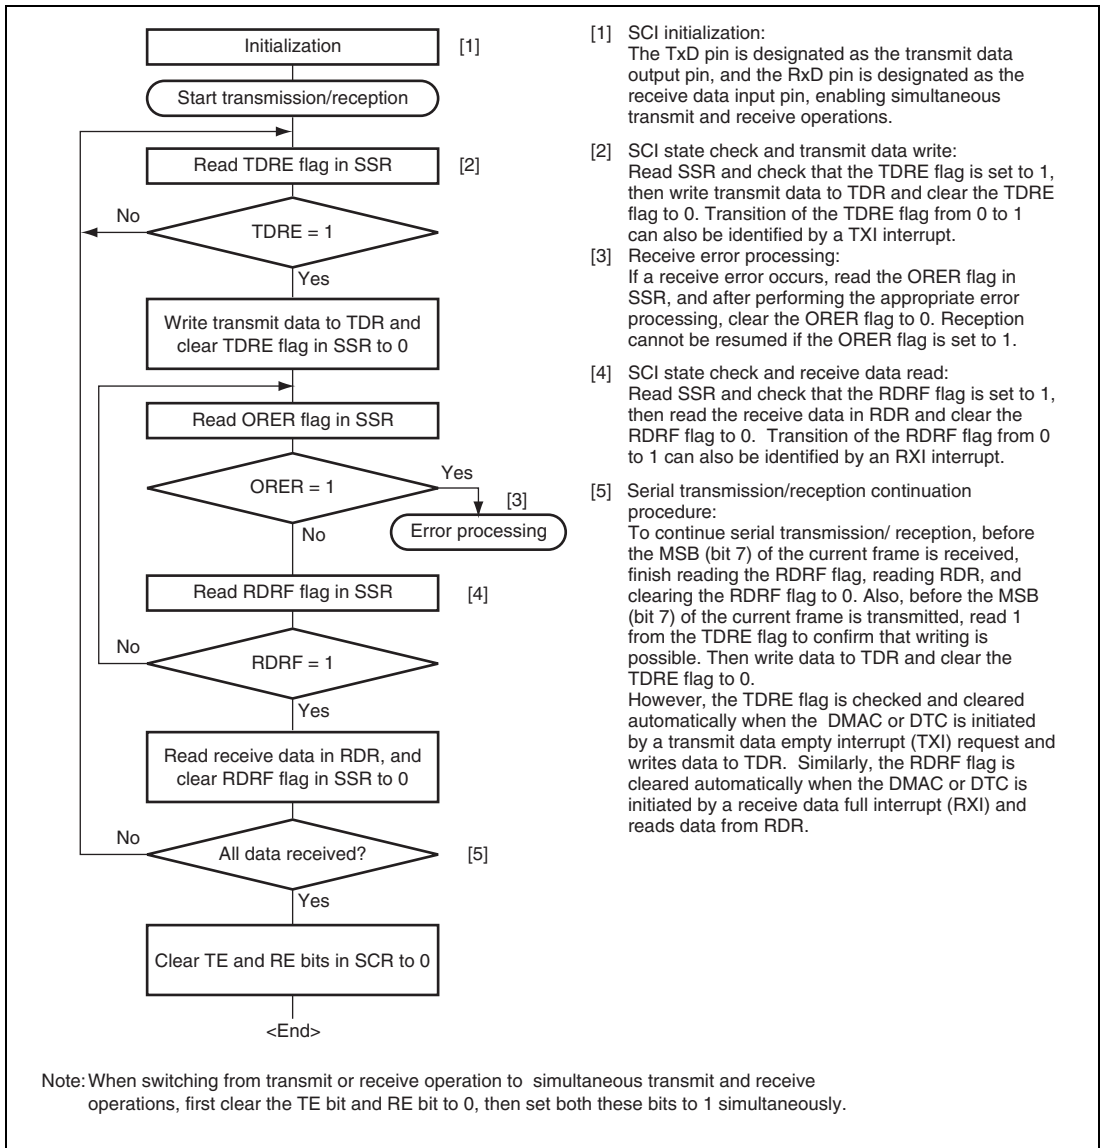 Initialization
[1]
Start transmission/reception
Read TDRE flag in SSR
[2]
No
TDRE = 1
Yes
Write transmit data to TDR and
clear TDRE flag in SSR to 0
Read ORER flag in SSR
ORER = 1
Yes
[3]
Error processing
No
Read RDRF flag in SSR
[4]
No
RDRF = 1
Yes
Read receive data in RDR, and
clear RDRF flag in SSR to 0
No
All data received?
[5]
Yes
Clear TE and RE bits in SCR to 0
<End>
[1] SCI initialization:
The TxD pin is designated as the transmit data
output pin, and the RxD pin is designated as the
receive data input pin, enabling simultaneous
transmit and receive operations.
[2] SCI state check and transmit data write:
Read SSR and check that the TDRE flag is set to 1,
then write transmit data to TDR and clear the TDRE
flag to 0. Transition of the TDRE flag from 0 to 1
can also be identified by a TXI interrupt.
[3] Receive error processing:
If a receive error occurs, read the ORER flag in
SSR, and after performing the appropriate error
processing, clear the ORER flag to 0. Reception
cannot be resumed if the ORER flag is set to 1.
[4] SCI state check and receive data read:
Read SSR and check that the RDRF flag is set to 1,
then read the receive data in RDR and clear the
RDRF flag to 0. Transition of the RDRF flag from 0
to 1 can also be identified by an RXI interrupt.
[5] Serial transmission/reception continuation
procedure:
To continue serial transmission/ reception, before
the MSB (bit 7) of the current frame is received,
finish reading the RDRF flag, reading RDR, and
clearing the RDRF flag to 0. Also, before the MSB
(bit 7) of the current frame is transmitted, read 1
from the TDRE flag to confirm that writing is
possible. Then write data to TDR and clear the
TDRE flag to 0.
However, the TDRE flag is checked and cleared
automatically when the DMAC or DTC is initiated
by a transmit data empty interrupt (TXI) request and
writes data to TDR. Similarly, the RDRF flag is
cleared automatically when the DMAC or DTC is
initiated by a receive data full interrupt (RXI) and
reads data from RDR.
Note: When switching from transmit or receive operation to simultaneous transmit and receive
operations, first clear the TE bit and RE bit to 0, then set both these bits to 1 simultaneously.